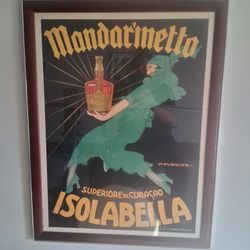 Mandarinetto
SUPERIORE AL CURAÇAO
ISOLABELLA